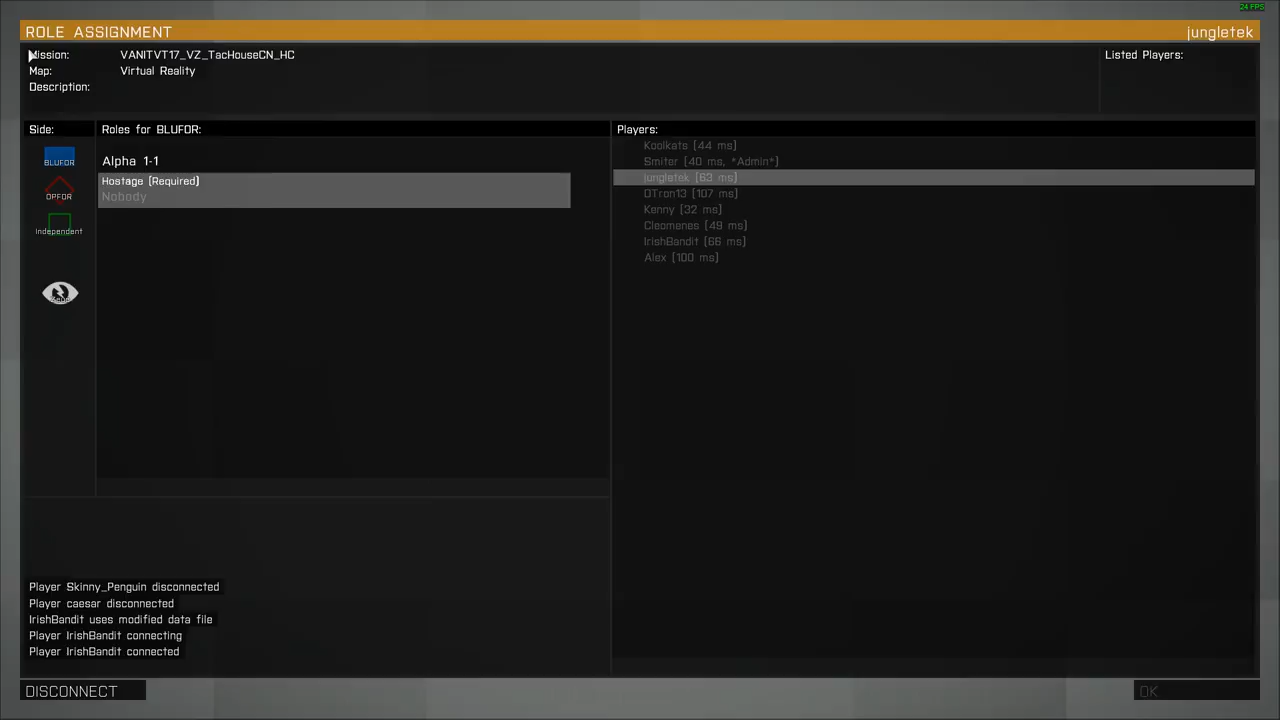 24 FPS
ROLE ASSIGNMENT
jungletek
Mission: VANITVT17_VZ_TacHouseCN_HC
Listed Players:
Map: Virtual Reality
Description:
Side:
Roles for BLUFOR:
Players:
BLUFOR
OPFOR
Independent
Alpha 1-1
Hostage (Required)
Nobody
Koolkats (44 ms)
Smiter (40 ms, *Admin*)
jungletek (63 ms)
DTron13 (107 ms)
Kenny (32 ms)
Cleomenes (49 ms)
IrishBandit (66 ms)
Alex (100 ms)
Player Skinny_Penguin disconnected
Player caesar disconnected
IrishBandit uses modified data file
Player IrishBandit connecting
Player IrishBandit connected
DISCONNECT
OK